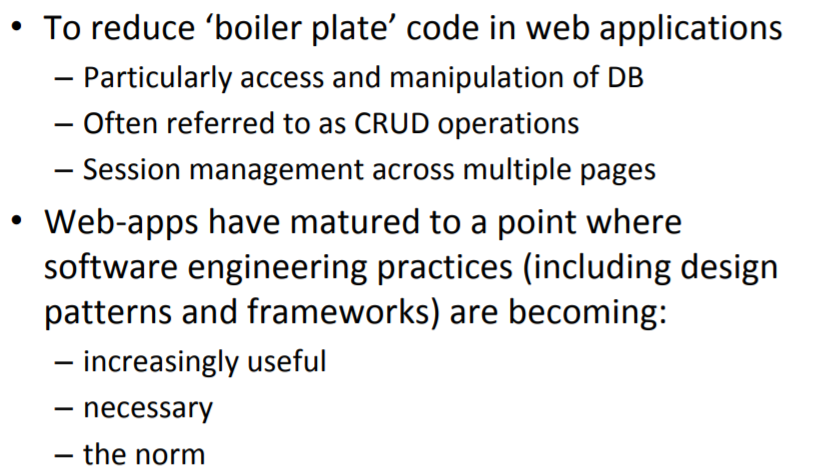 • To reduce ‘boiler plate’ code in web applications
– Particularly access and manipulation of DB
– Often referred to as CRUD operations
– Session management across multiple pages
• Web-apps have matured to a point where
software engineering practices (including design
patterns and frameworks) are becoming:
– increasingly useful
– necessary
– the norm